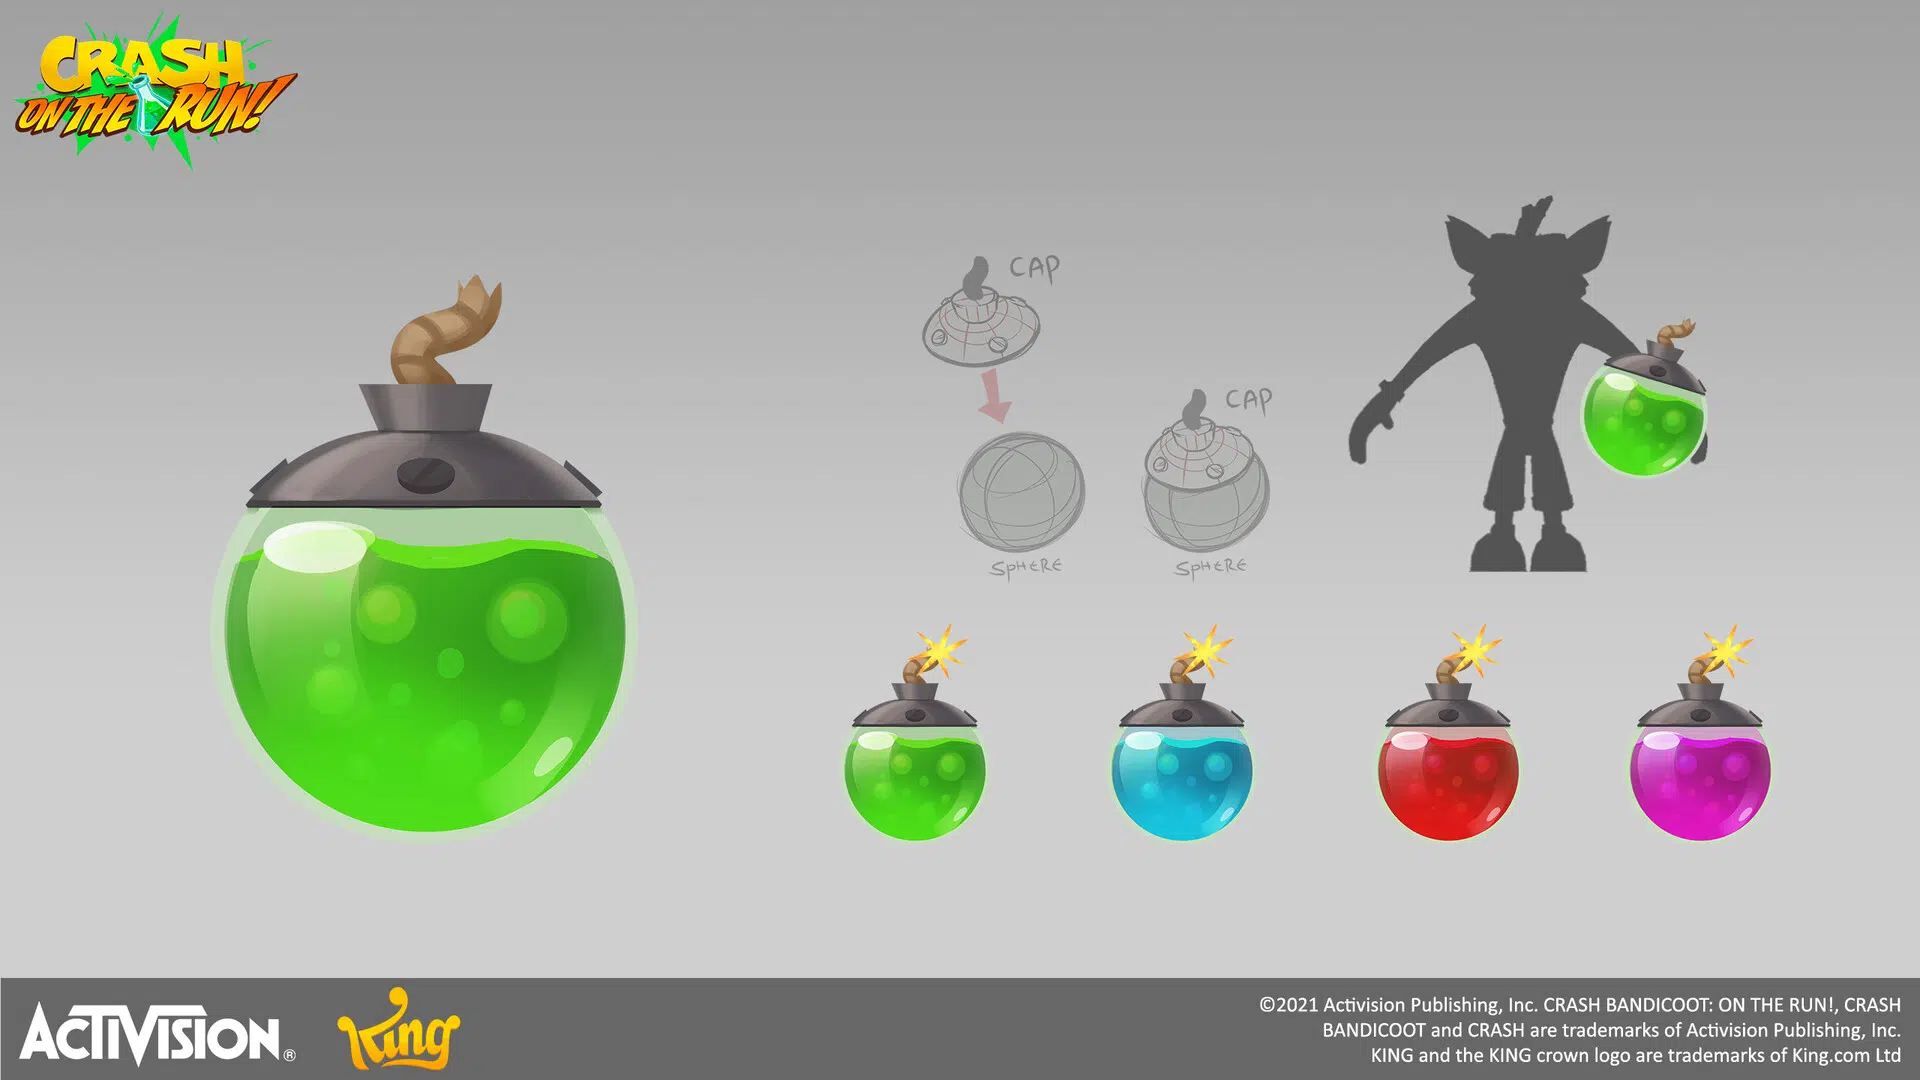 CRASH
ON THE RUN!
CAP
CAP
SPHERE
SPHERE
ACTIVISION®
King
©2021 Activision Publishing, Inc. CRASH BANDICOOT: ON THE RUN!, CRASH
BANDICOOT and CRASH are trademarks of Activision Publishing, Inc.
KING and the KING crown logo are trademarks of King.com Ltd